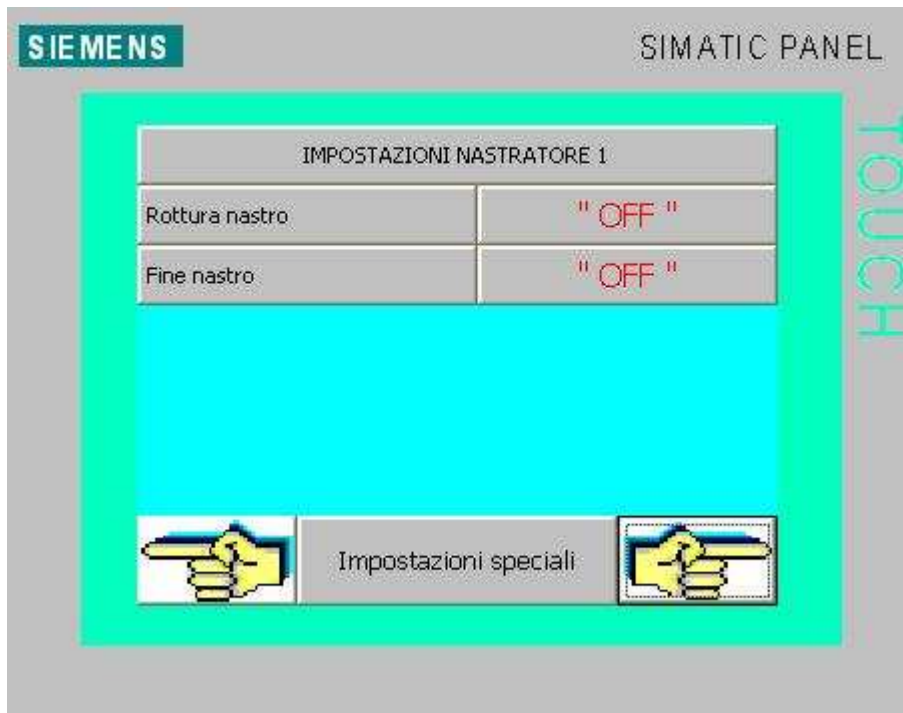 SIEMENS
SIMATIC PANEL
TOUCH
IMPOSTAZIONI NASTRATORE 1
Rottura nastro
" OFF "
Fine nastro
" OFF "
Impostazioni speciali